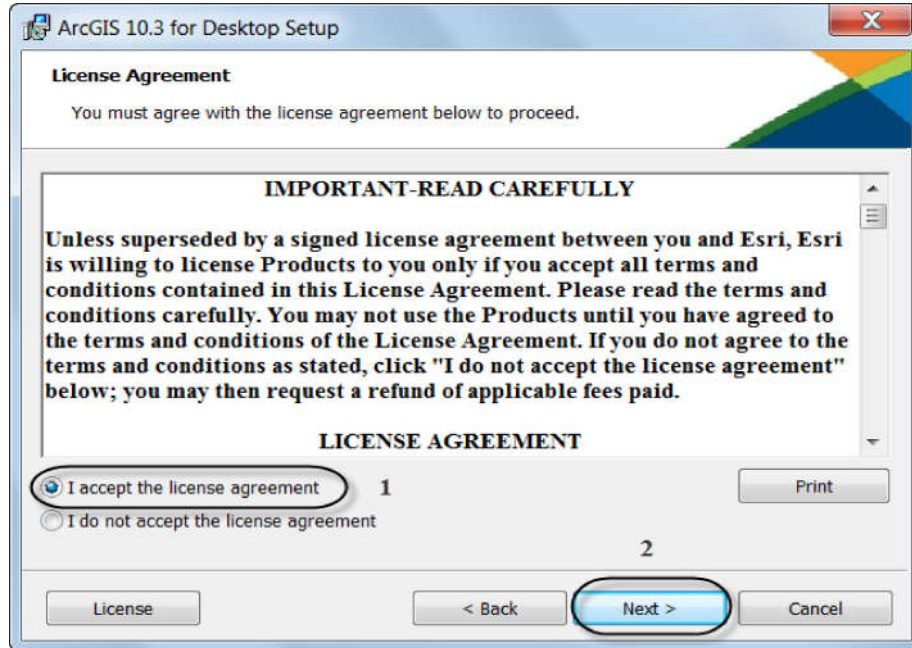 ArcGIS 10.3 for Desktop Setup
License Agreement
You must agree with the license agreement below to proceed.
IMPORTANT-READ CAREFULLY
Unless superseded by a signed license agreement between you and Esri, Esri
is willing to license Products to you only if you accept all terms and
conditions contained in this License Agreement. Please read the terms and
conditions carefully. You may not use the Products until you have agreed to
the terms and conditions of the License Agreement. If you do not agree to the
terms and conditions as stated, click "I do not accept the license agreement"
below; you may then request a refund of applicable fees paid.
LICENSE AGREEMENT
I accept the license agreement 1
Print
I do not accept the license agreement
2
License < Back Next > Cancel